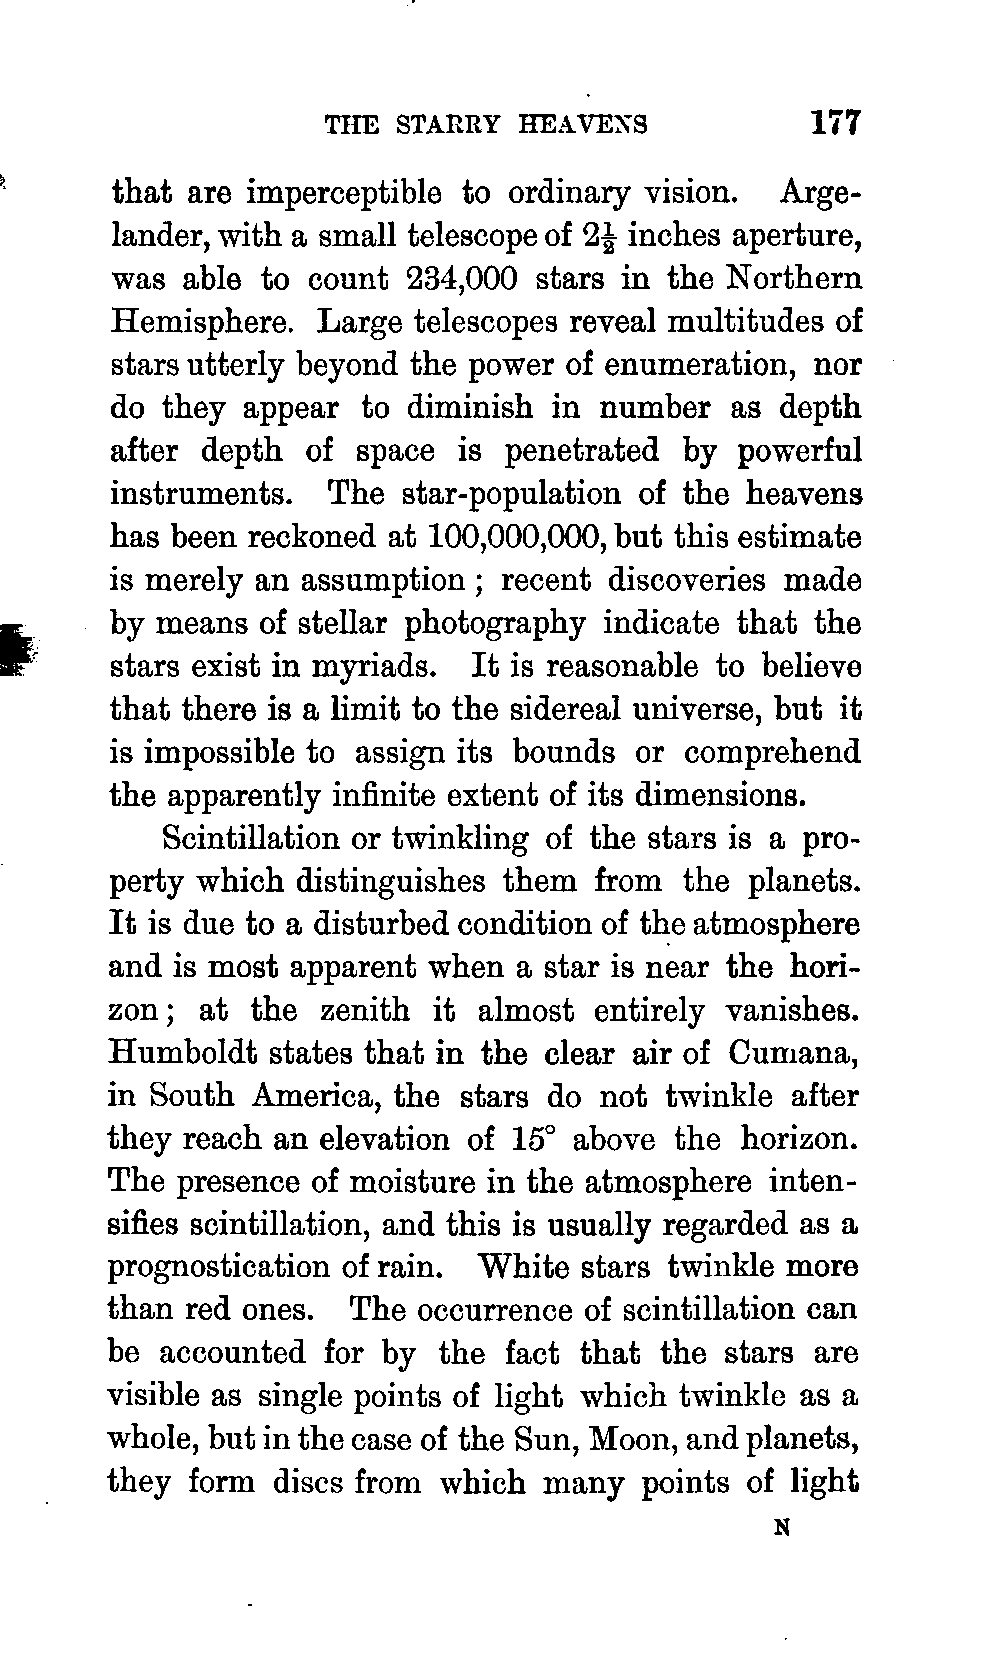 THE STARRY HEAVENS 177
that are imperceptible to ordinary vision. Arge-
lander, with a small telescope of 2½ inches aperture,
was able to count 234,000 stars in the Northern
Hemisphere. Large telescopes reveal multitudes of
stars utterly beyond the power of enumeration, nor
do they appear to diminish in number as depth
after depth of space is penetrated by powerful
instruments. The star-population of the heavens
has been reckoned at 100,000,000, but this estimate
is merely an assumption ; recent discoveries made
by means of stellar photography indicate that the
stars exist in myriads. It is reasonable to believe
that there is a limit to the sidereal universe, but it
is impossible to assign its bounds or comprehend
the apparently infinite extent of its dimensions.
Scintillation or twinkling of the stars is a pro-
perty which distinguishes them from the planets.
It is due to a disturbed condition of the atmosphere
and is most apparent when a star is near the hori-
zon ; at the zenith it almost entirely vanishes.
Humboldt states that in the clear air of Cumana,
in South America, the stars do not twinkle after
they reach an elevation of 15° above the horizon.
The presence of moisture in the atmosphere inten-
sifies scintillation, and this is usually regarded as a
prognostication of rain. White stars twinkle more
than red ones. The occurrence of scintillation can
be accounted for by the fact that the stars are
visible as single points of light which twinkle as a
whole, but in the case of the Sun, Moon, and planets,
they form discs from which many points of light
N